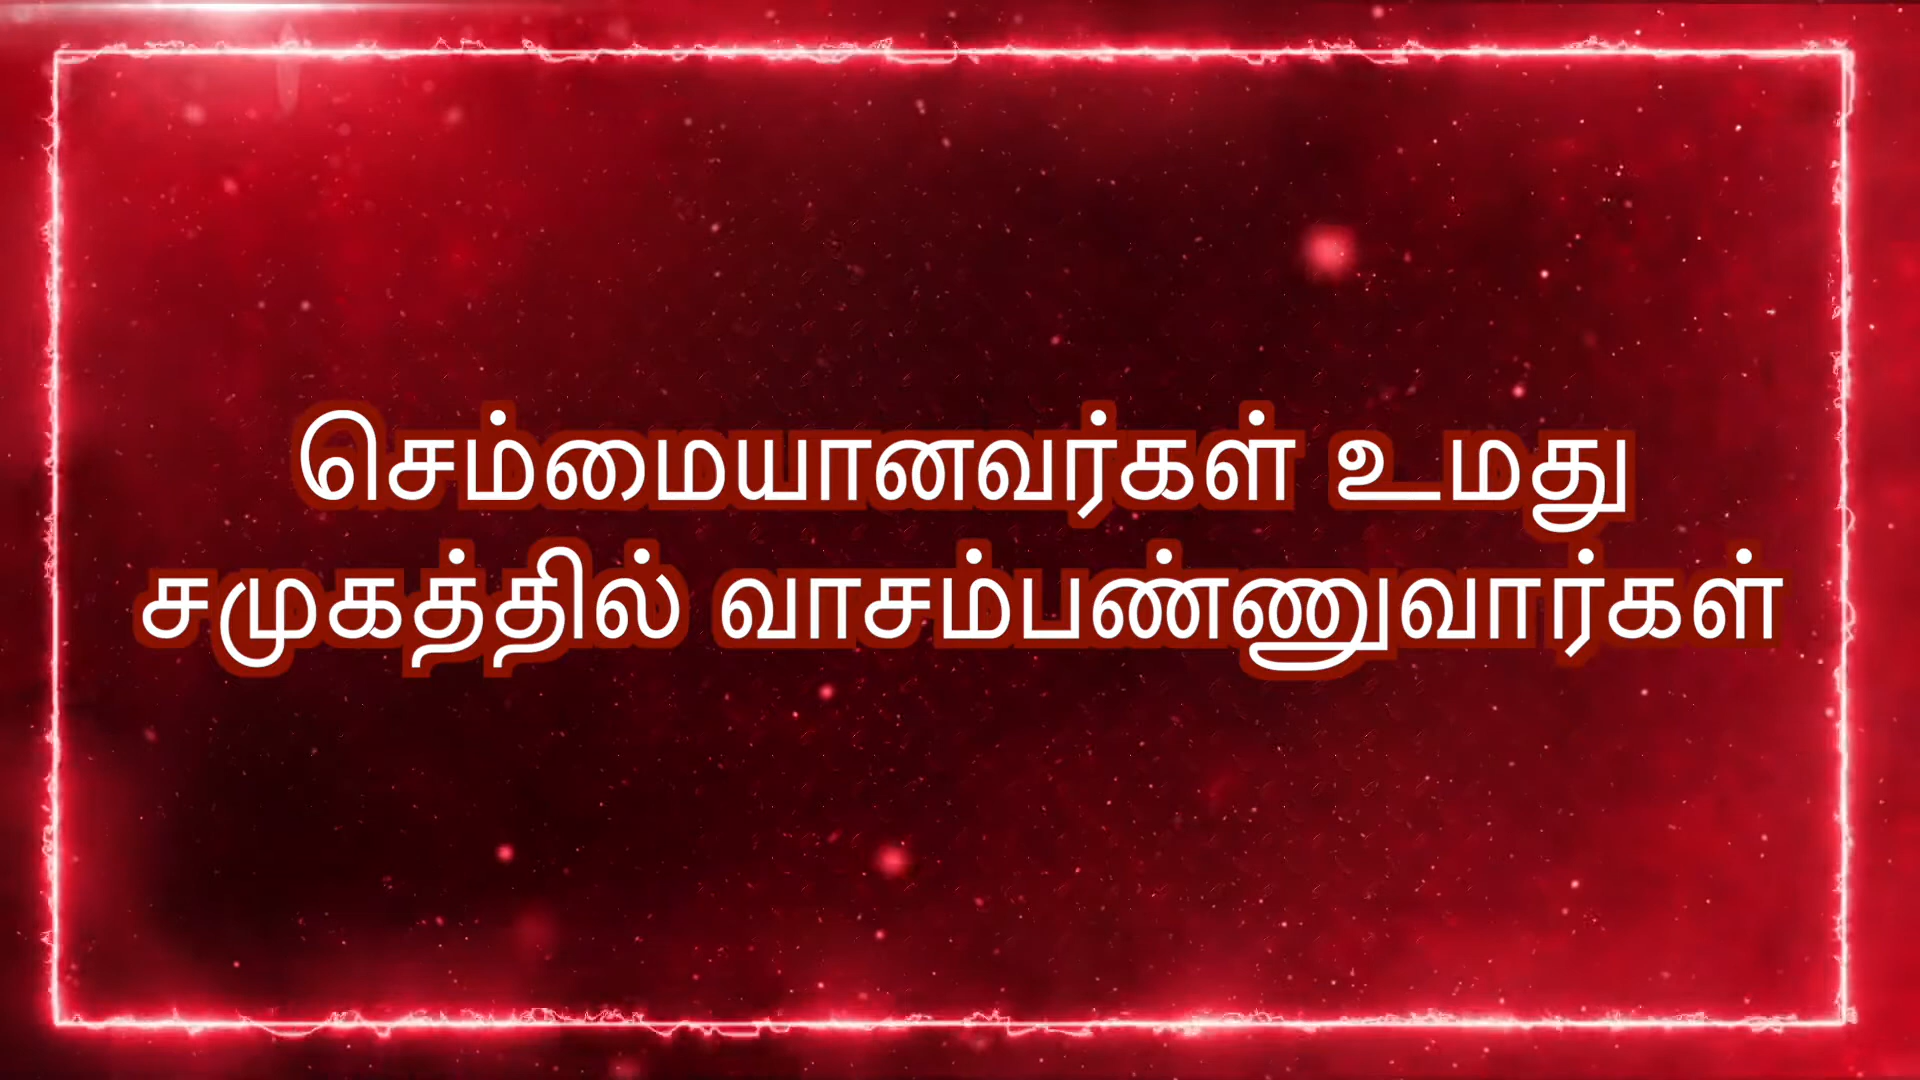 செம்மையானவர்கள் உமது
சமுகத்தில் வாசம்பண்ணுவார்கள்